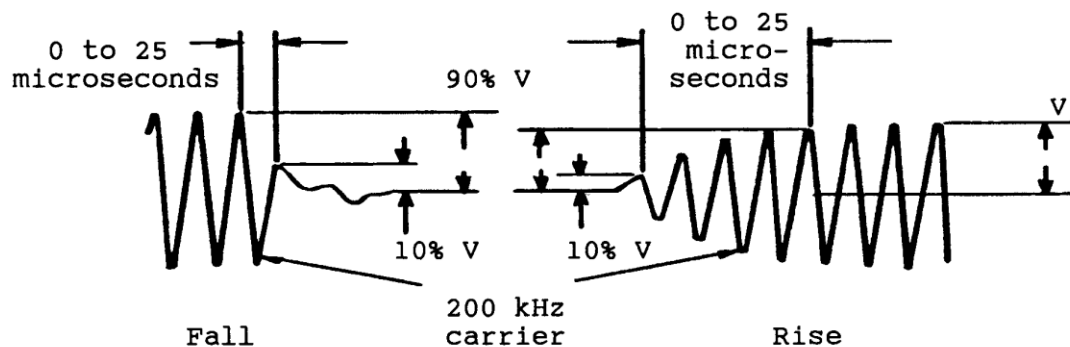 0 to 25
microseconds
90% V
0 to 25
micro-
seconds
V
10% V
10% V
200 kHz
carrier
Fall
Rise